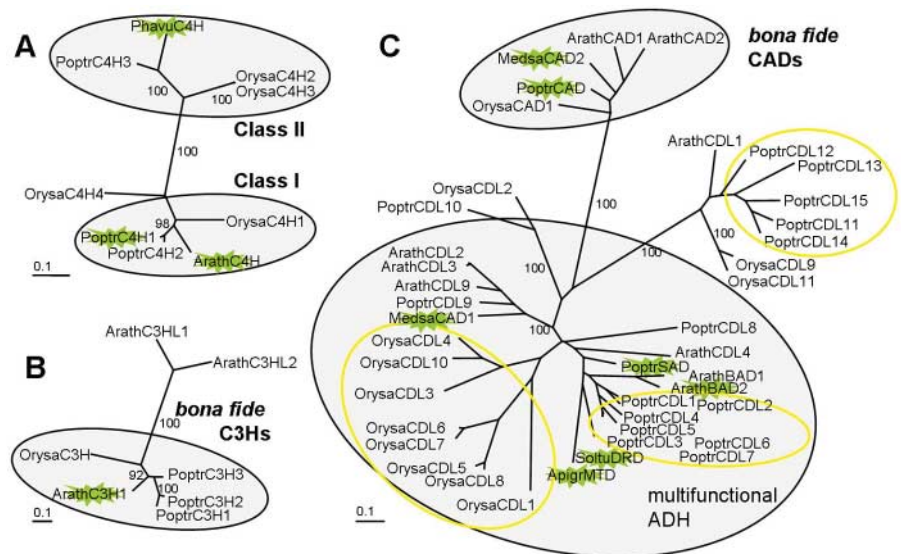 A
PhavuC4H
PoptrC4H3
OrysaC4H2
OrysaC4H3
100
100
Class II
100
Class I
OrysaC4H4
OrysaC4H1
98
PoptrC4H1
PoptrC4H2
ArathC4H
0.1
B
ArathC3HL1
ArathC3HL2
bona fide
C3Hs
100
OrysaC3H
92
PoptrC3H3
100
ArathC3H1
PoptrC3H2
PoptrC3H1
0.1
C
ArathCAD1
ArathCAD2
bona fide
CADs
MedsaCAD2
PoptrCAD
OrysaCAD1
ArathCDL1
PoptrCDL12
PoptrCDL13
PoptrCDL15
PoptrCDL11
PoptrCDL14
100
OrysaCDL9
OrysaCDL11
OrysaCDL2
PoptrCDL10
100
100
100
ArathCDL2
ArathCDL3
ArathCDL9
PoptrCDL9
MedsaCAD1
100
OrysaCDL4
OrysaCDL10
OrysaCDL3
OrysaCDL6
OrysaCDL7
OrysaCDL5
OrysaCDL8
OrysaCDL1
PoptrCDL8
ArathCDL4
PoptrSAD
ArathBAD1
ArathBAD2
PoptrCDL1
PoptrCDL2
PoptrCDL4
PoptrCDL5
PoptrCDL3
PoptrCDL6
PoptrCDL7
SoltuDRD
ApigrMTD
multifunctional
ADH
0.1